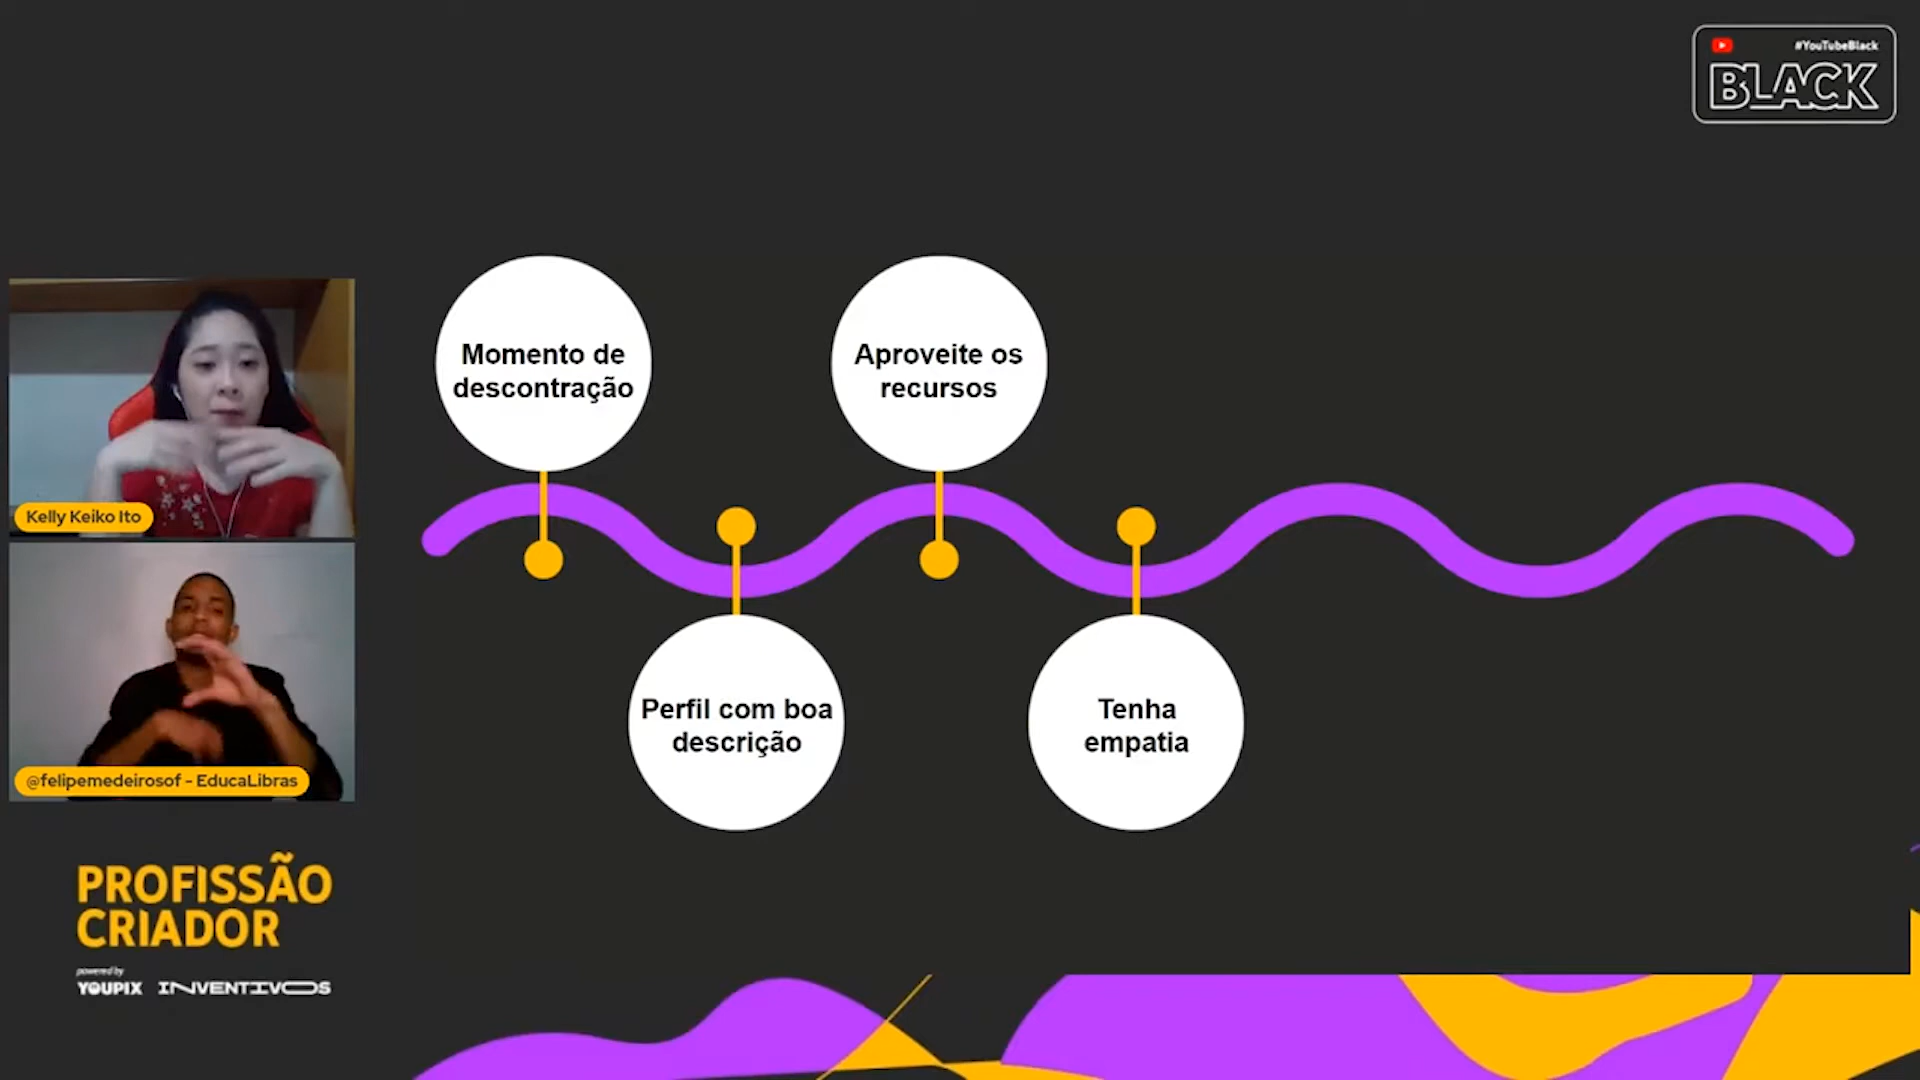 #YouTubeBlack
BLACK
Momento de
descontração
Aproveite os
recursos
Kelly Keiko Ito
Perfil com boa
descrição
Tenha
empatia
@felipemedeirosof - EducaLibras
PROFISSÃO
CRIADOR
powered by
YOUPIX INVENTIVOS